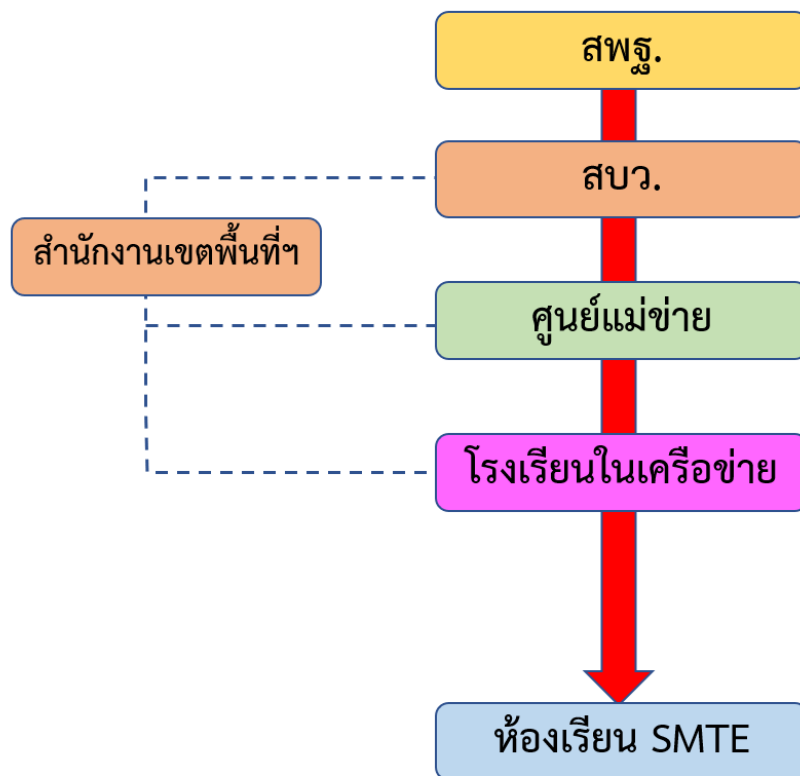 สพฐ.
สบว.
สำนักงานเขตพื้นที่ฯ
ศูนย์แม่ข่าย
โรงเรียนในเครือข่าย
ห้องเรียน SMTE